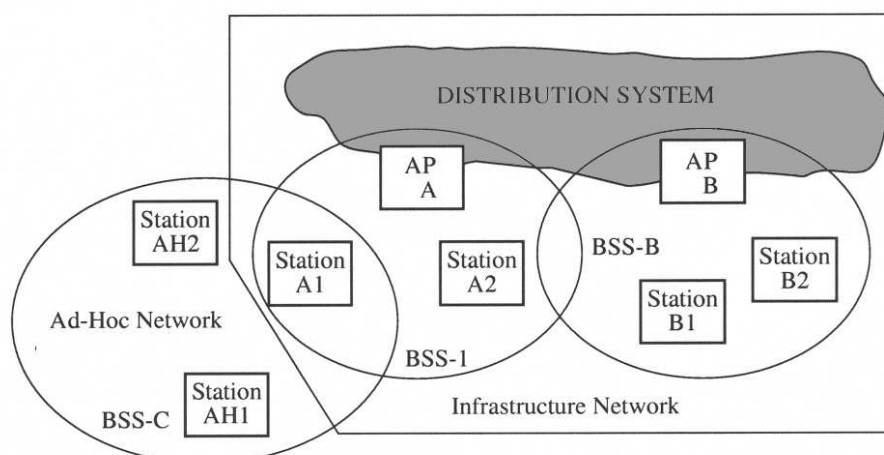 DISTRIBUTION SYSTEM
AP
A
AP
B
Station
AH2
Station
A1
Station
A2
BSS-B
Station
B2
Station
B1
Ad-Hoc Network
BSS-1
Station
AH1
BSS-C
Infrastructure Network